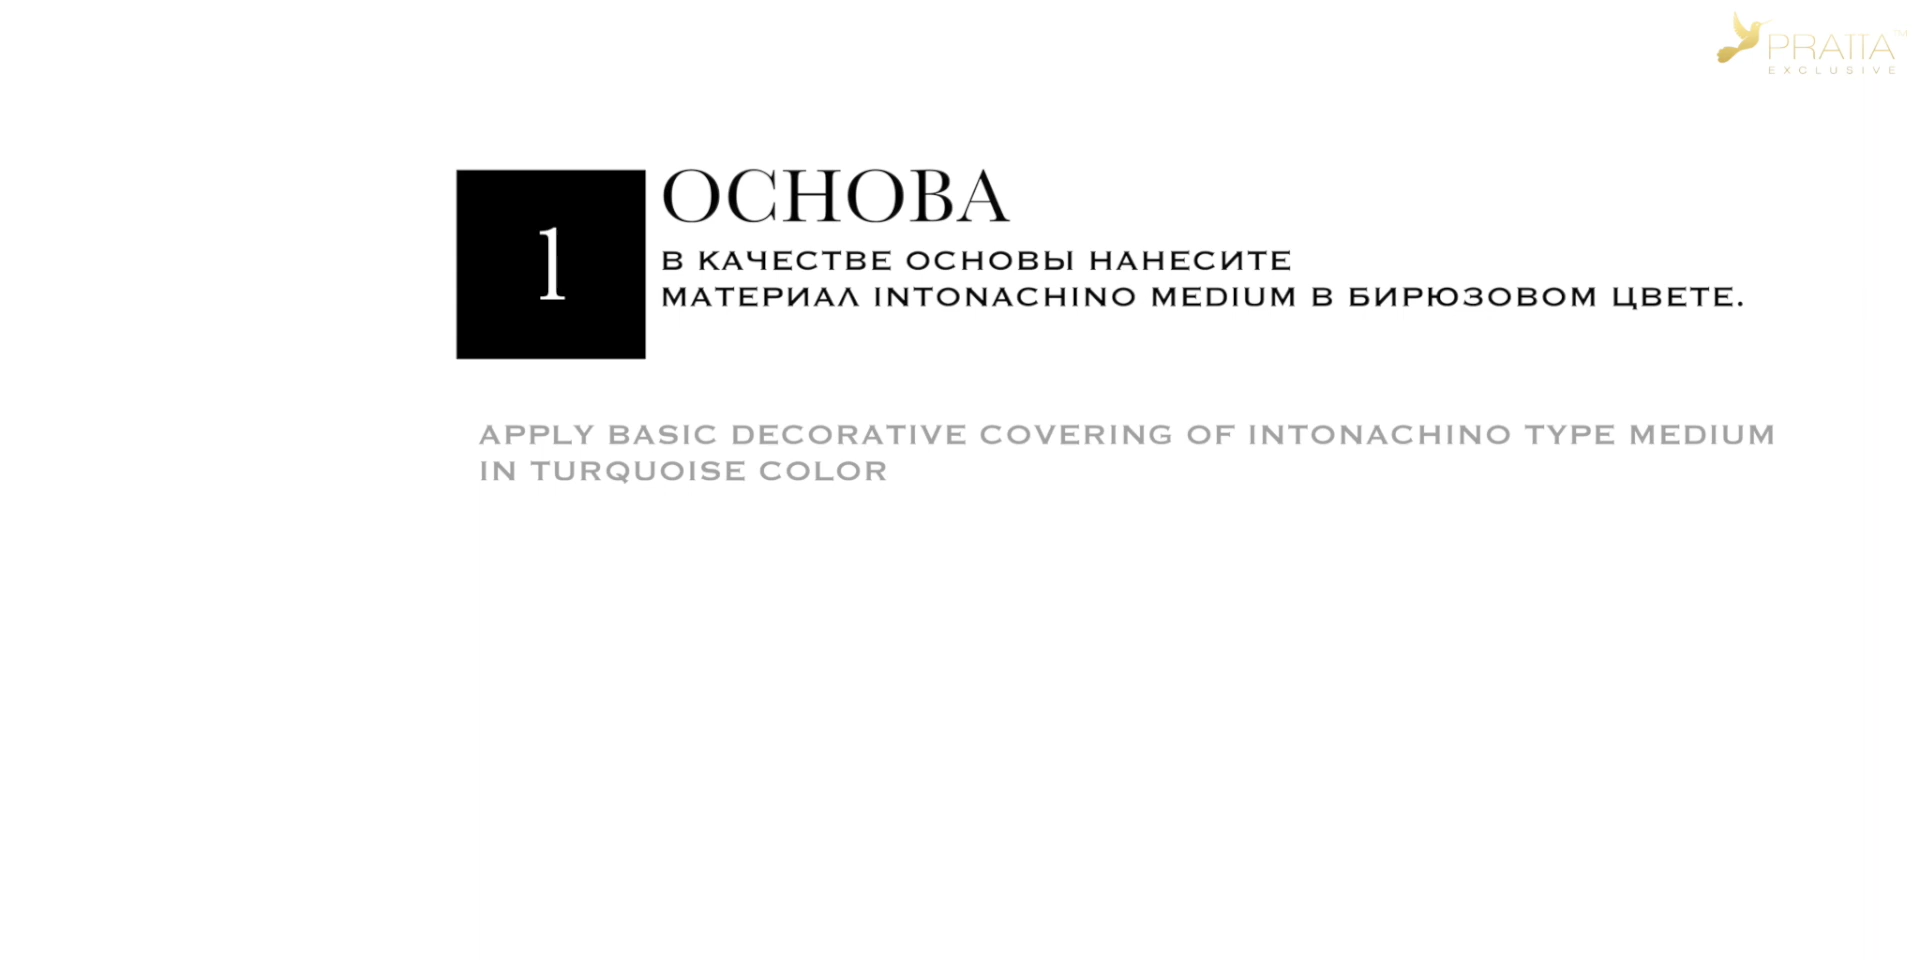 PRATTA™
EXCLUSIVE
1
ОСНОВА
В КАЧЕСТВЕ ОСНОВЫ НАНЕСИТЕ
МАТЕРИАЛ INTONACHINO MEDIUM В БИРЮЗОВОМ ЦВЕТЕ.
APPLY BASIC DECORATIVE COVERING OF INTONACHINO TYPE MEDIUM
IN TURQUOISE COLOR